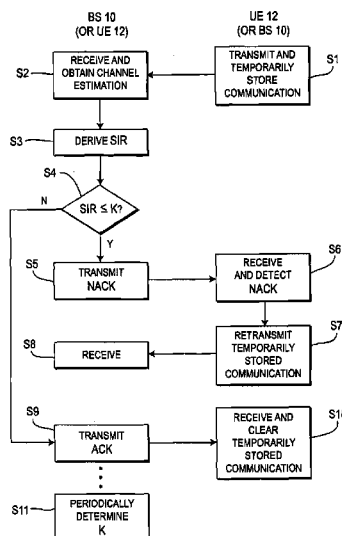 BS 10
(OR UE 12)
UE 12
(OR BS 10)
S2
RECEIVE AND
OBTAIN CHANNEL
ESTIMATION
S1
TRANSMIT AND
TEMPORARILY
STORE
COMMUNICATION
S3
DERIVE SIR
S4
N
SIR ≤ K?
Y
S5
TRANSMIT
NACK
S6
RECEIVE
AND DETECT
NACK
S8
RECEIVE
S7
RETRANSMIT
TEMPORARILY
STORED
COMMUNICATION
S9
TRANSMIT
ACK
RECEIVE AND
CLEAR
TEMPORARILY
STORED
COMMUNICATION
S11
PERIODICALLY
DETERMINE
K